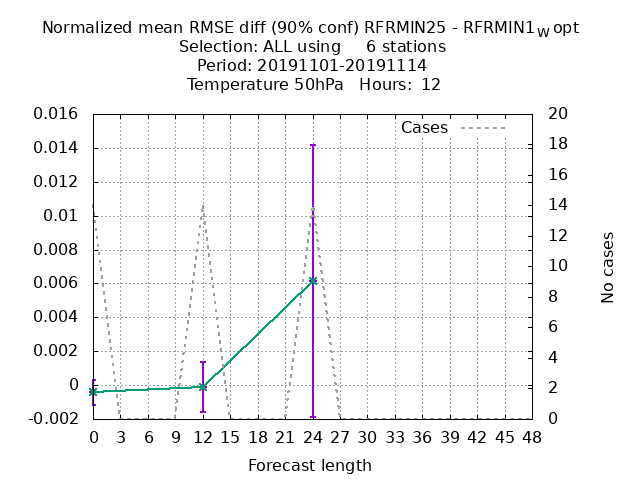 Normalized mean RMSE diff (90% conf) RFRMIN25 - RFRMIN1W opt
Selection: ALL using     6 stations
Period: 20191101-20191114
Temperature 50hPa   Hours:  12
Cases
0.016
0.014
0.012
0.01
0.008
0.006
0.004
0.002
0
-0.002
20
18
16
14
12
10
8
6
4
2
0
No cases
0 3 6 9 12 15 18 21 24 27 30 33 36 39 42 45 48
Forecast length